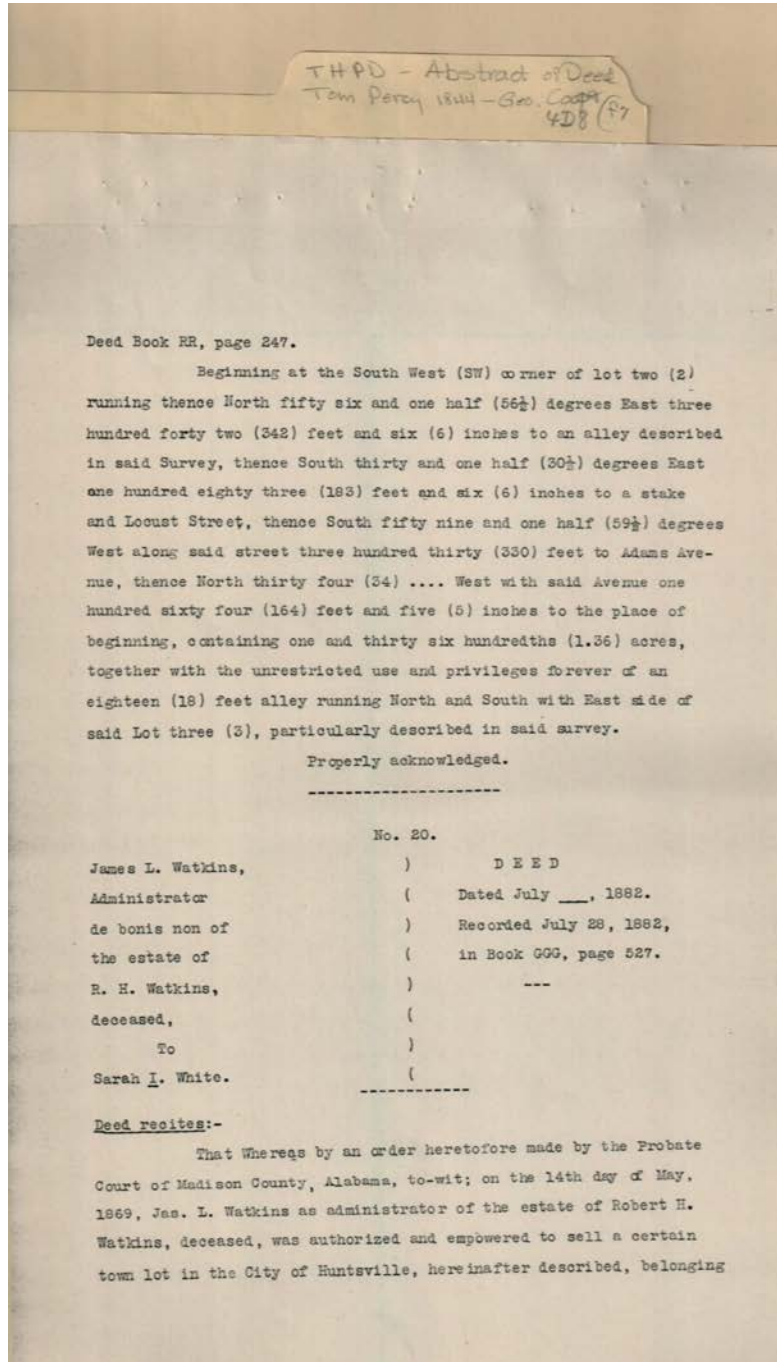 THPD - Abstract of Deed
Tom Percy 1844 - Geo.
4D8 (f7
Deed Book RR, page 247.
Beginning at the South West (SW) corner of lot two (2)
running thence North fifty six and one half (56½) degrees East three
hundred forty two (342) feet and six (6) inches to an alley described
in said Survey, thence South thirty and one half (30½) degrees East
one hundred eighty three (183) feet and six (6) inches to a stake
and Locust Street, thence South fifty nine and one half (59½) degrees
West along said street three hundred thirty (330) feet to Adams Ave-
nue, thence North thirty four (34) .... West with said Avenue one
hundred sixty four (164) feet and five (5) inches to the place of
beginning, containing one and thirty six hundredths (1.36) acres,
together with the unrestricted use and privileges forever of an
eighteen (18) feet alley running North and South with East side of
said Lot three (3), particularly described in said survey.
Properly acknowledged.
----------------------
No. 20.
James L. Watkins, ) D E E D
Administrator ( Dated July ___, 1882.
de bonis non of ) Recorded July 28, 1882,
the estate of ( in Book GGG, page 527.
R. H. Watkins, ) ---
deceased, (
To )
Sarah I. White. (
------------
Deed recites:-
That Whereas by an order heretofore made by the Probate
Court of Madison County, Alabama, to-wit; on the 14th day of May,
1869, Jas. L. Watkins as administrator of the estate of Robert H.
Watkins, deceased, was authorized and empowered to sell a certain
town lot in the City of Huntsville, hereinafter described, belonging